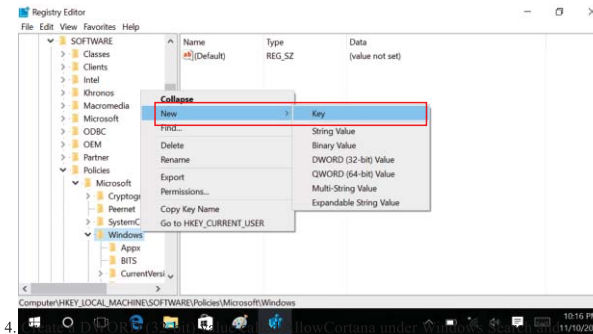 Registry Editor
File Edit View Favorites Help
SOFTWARE
Classes
Clients
Intel
Khronos
Macromedia
Microsoft
ODBC
OEM
Partner
Policies
Microsoft
Cryptogr
Peernet
SystemC
Windows
Appx
BITS
CurrentVersi
Name Type Data
(Default) REG_SZ (value not set)
Collapse
New
Find...
Delete
Rename
Export
Permissions...
Copy Key Name
Go to HKEY_CURRENT_USER
Key
String Value
Binary Value
DWORD (32-bit) Value
QWORD (64-bit) Value
Multi-String Value
Expandable String Value
Computer\HKEY_LOCAL_MACHINE\SOFTWARE\Policies\Microsoft\Windows
10:16 P
11/10/20
4.